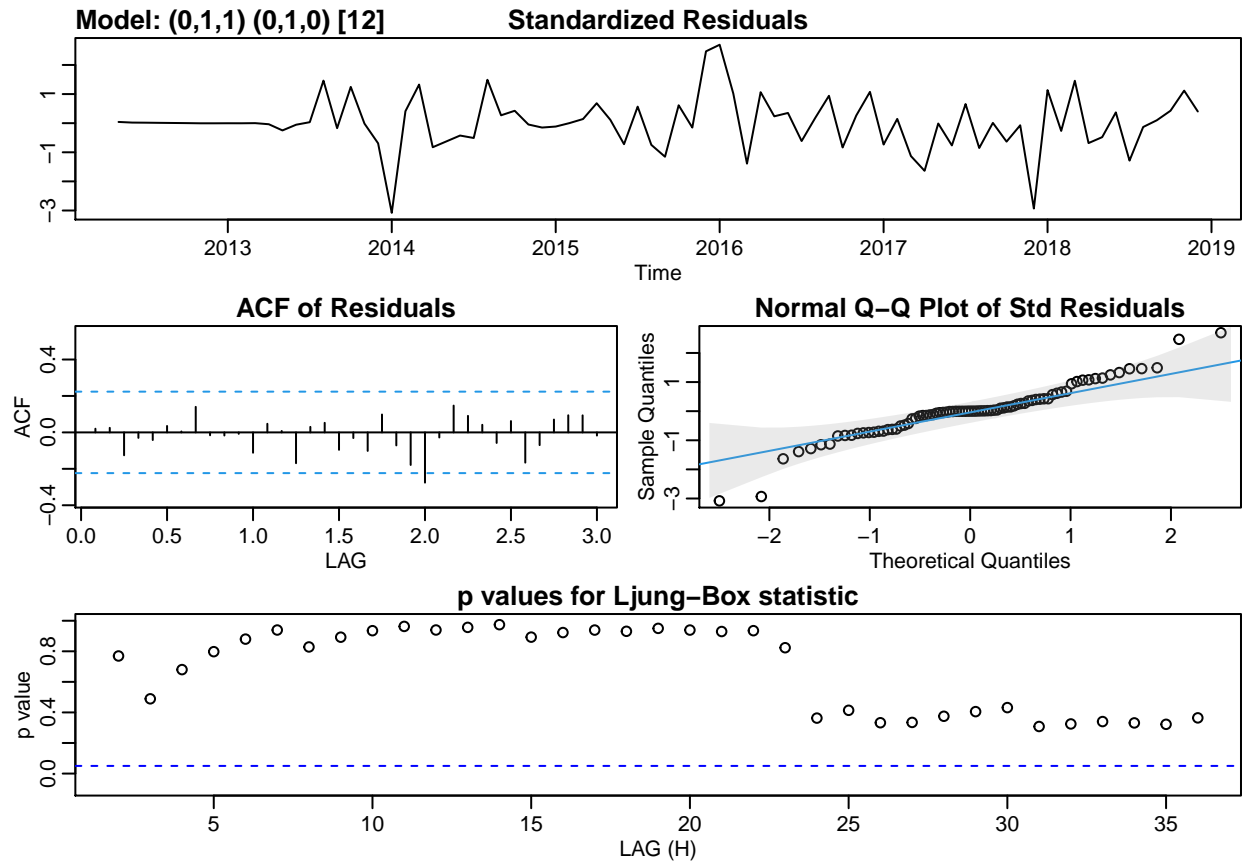 Model: (0,1,1) (0,1,0) [12] Standardized Residuals
1
−1
−3
2013 2014 2015 2016 2017 2018 2019
Time
ACF of Residuals
ACF
0.4
0.0
−0.4
0.0 0.5 1.0 1.5 2.0 2.5 3.0
LAG
Normal Q−Q Plot of Std Residuals
Sample Quantiles
1
−1
−3
−2 −1 0 1 2
Theoretical Quantiles
p values for Ljung−Box statistic
p value
0.8
0.4
0.0
5 10 15 20 25 30 35
LAG (H)